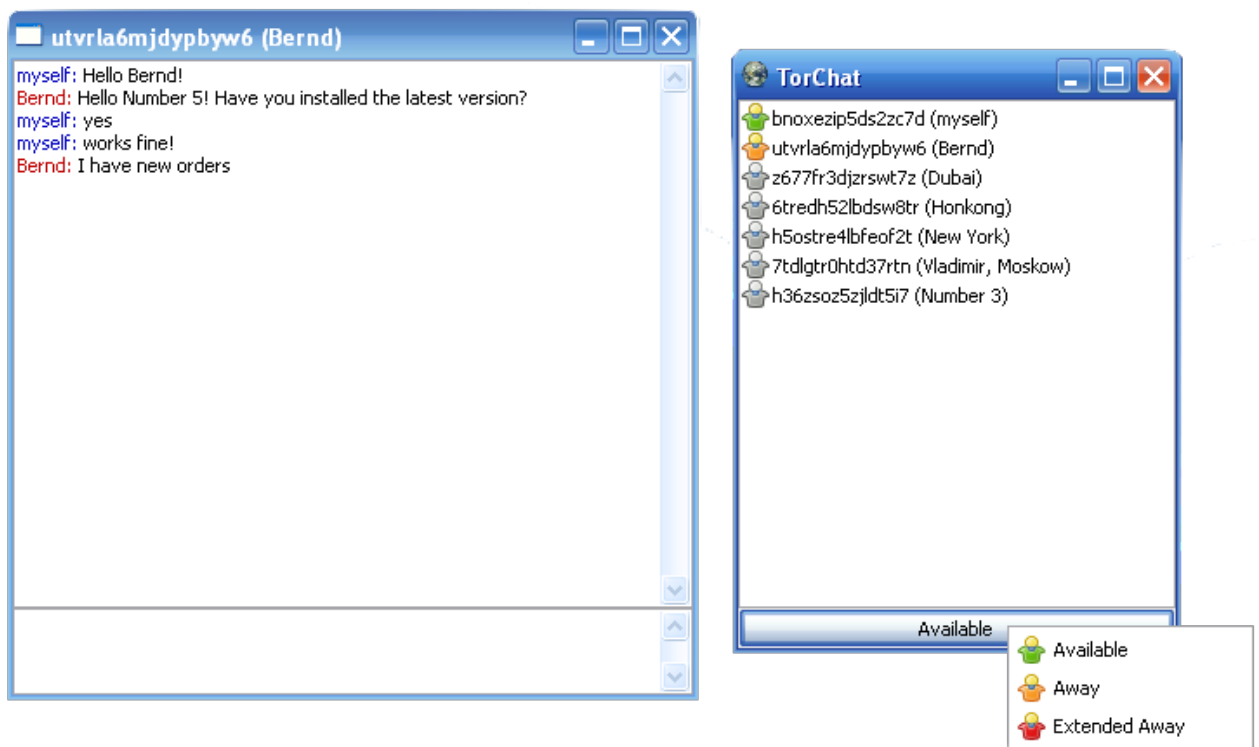 utvrla6mjdypbyw6 (Bernd)
myself: Hello Bernd!
Bernd: Hello Number 5! Have you installed the latest version?
myself: yes
myself: works fine!
Bernd: I have new orders
TorChat
bnoxezip5ds2zc7d (myself)
utvrla6mjdypbyw6 (Bernd)
z677fr3djzrswt7z (Dubai)
6tredh52lbdsw8tr (Honkong)
h5ostre4lbfeof2t (New York)
7tdlgtr0htd37rtn (Vladimir, Moskow)
h36zsoz5zjldt5i7 (Number 3)
Available
Available
Away
Extended Away